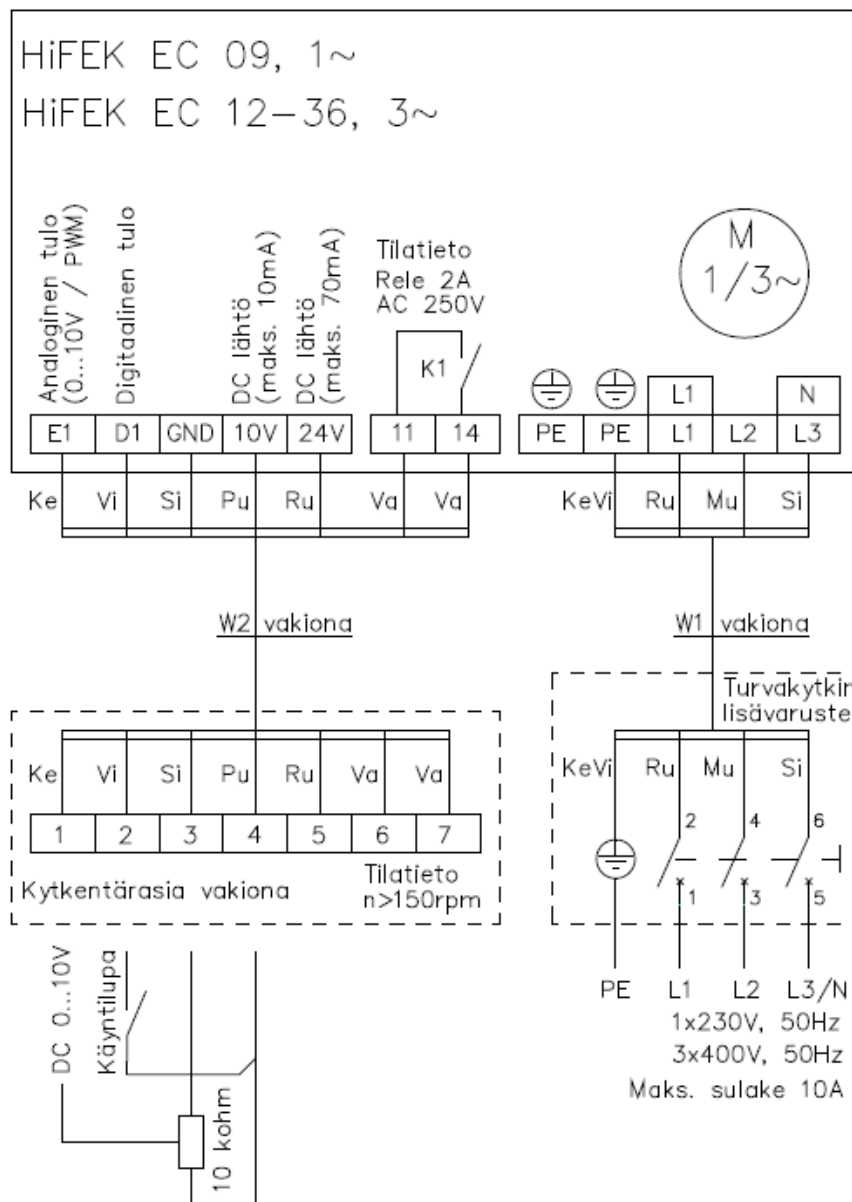 HiFEK EC 09, 1~
HiFEK EC 12-36, 3~
Analoginen tulo
(0...10V / PWM)
Digitaalinen tulo
DC lähtö
(maks. 10mA)
DC lähtö
(maks. 70mA)
Tilatieto
Rele 2A
AC 250V
K1
M
1/3~
L1 N
E1 D1 GND 10V 24V 11 14 PE PE L1 L2 L3
Ke Vi Si Pu Ru Va Va KeVi Ru Mu Si
W2 vakiona
W1 vakiona
Turvakytkin
lisävaruste
Ke Vi Si Pu Ru Va Va
KeVi Ru Mu Si
1 2 3 4 5 6 7
2 4 6
1 3 5
Kytkentärasia vakiona
Tilatieto
n>150rpm
DC 0...10V
Käyntilupa
10 kohm
PE L1 L2 L3/N
1x230V, 50Hz
3x400V, 50Hz
Maks. sulake 10A